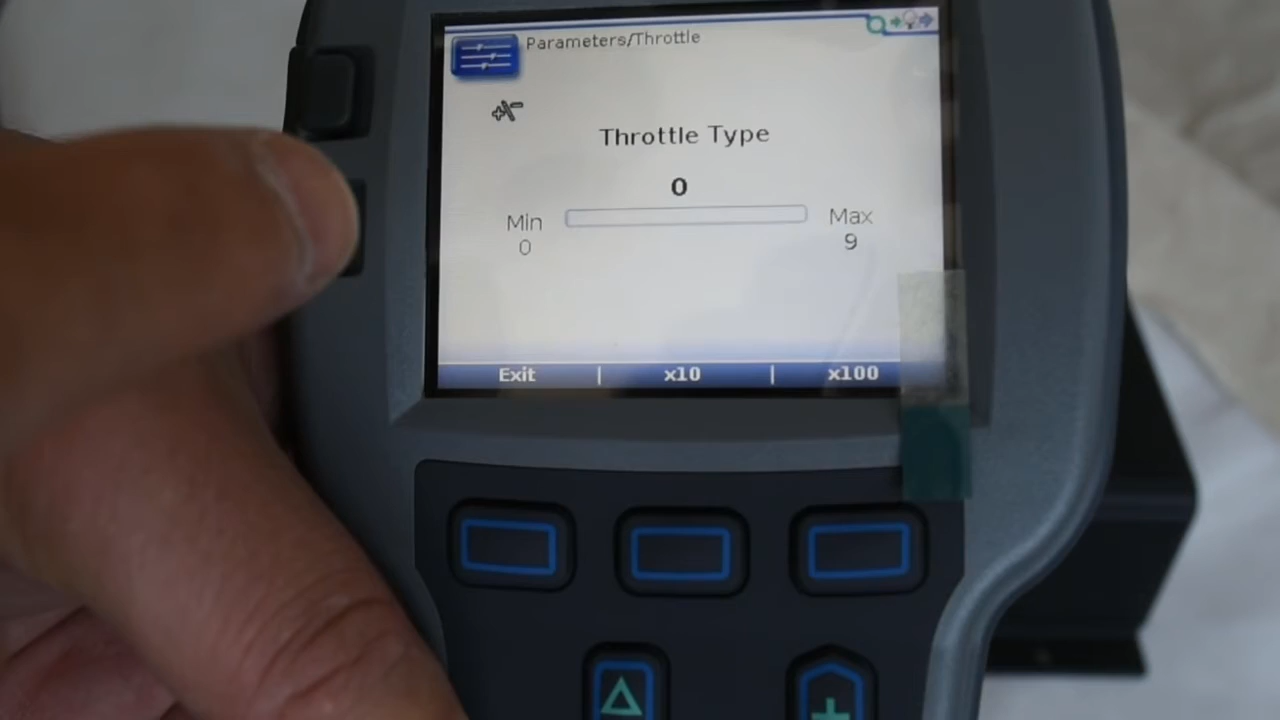 Parameters/Throttle
Throttle Type
0
Min
0
Max
9
Exit | x10 | x100